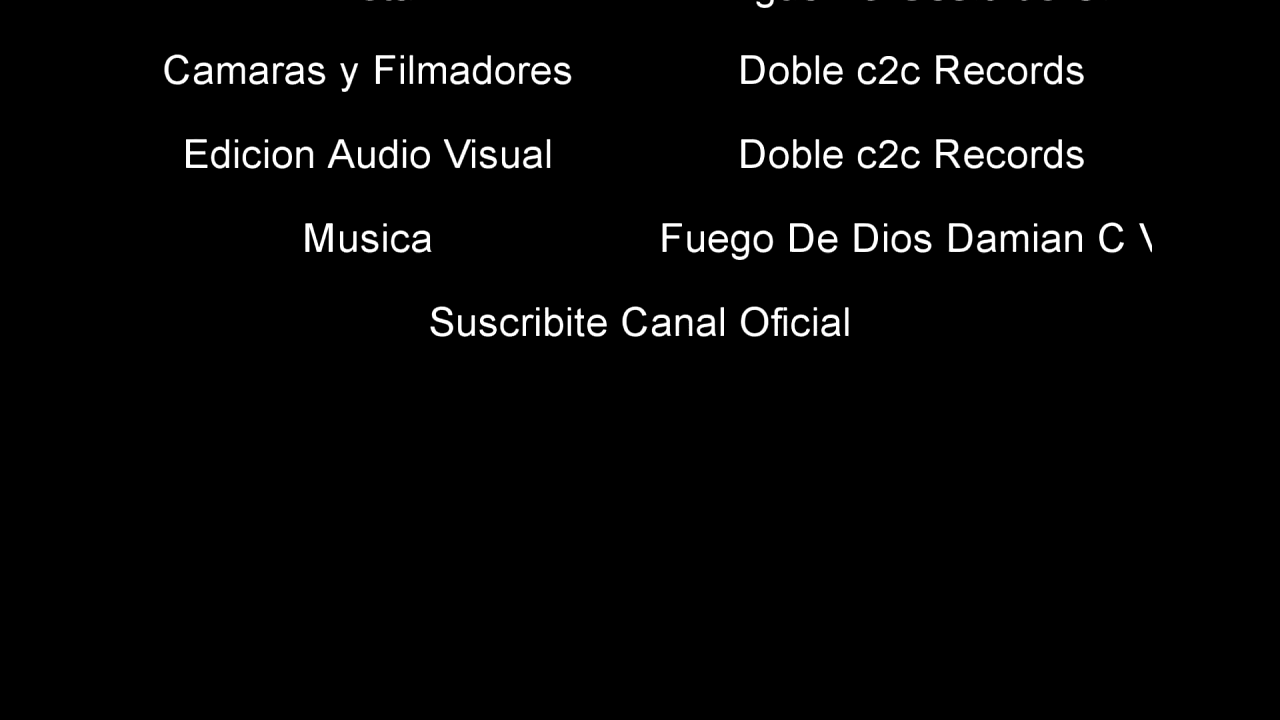 Camaras y Filmadores Doble c2c Records
Edicion Audio Visual Doble c2c Records
Musica Fuego De Dios Damian C
Suscribite Canal Oficial